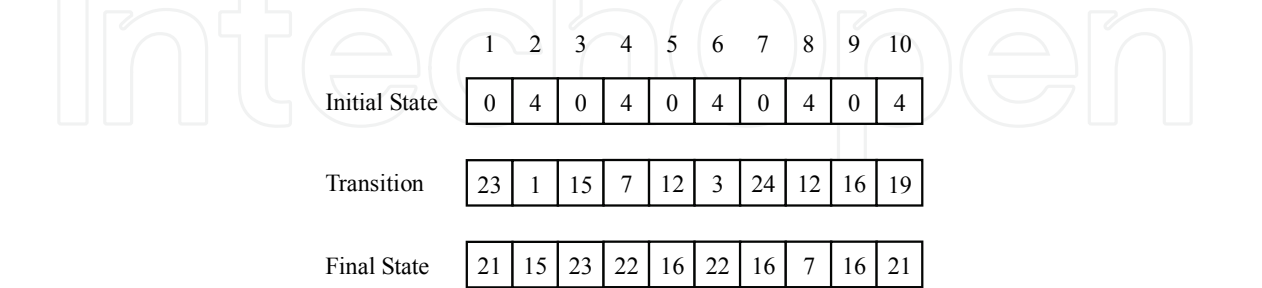 IntechOpen
1 2 3 4 5 6 7 8 9 10
Initial State 0 4 0 4 0 4 0 4 0 4
Transition 23 1 15 7 12 3 24 12 16 19
Final State 21 15 23 22 16 22 16 7 16 21